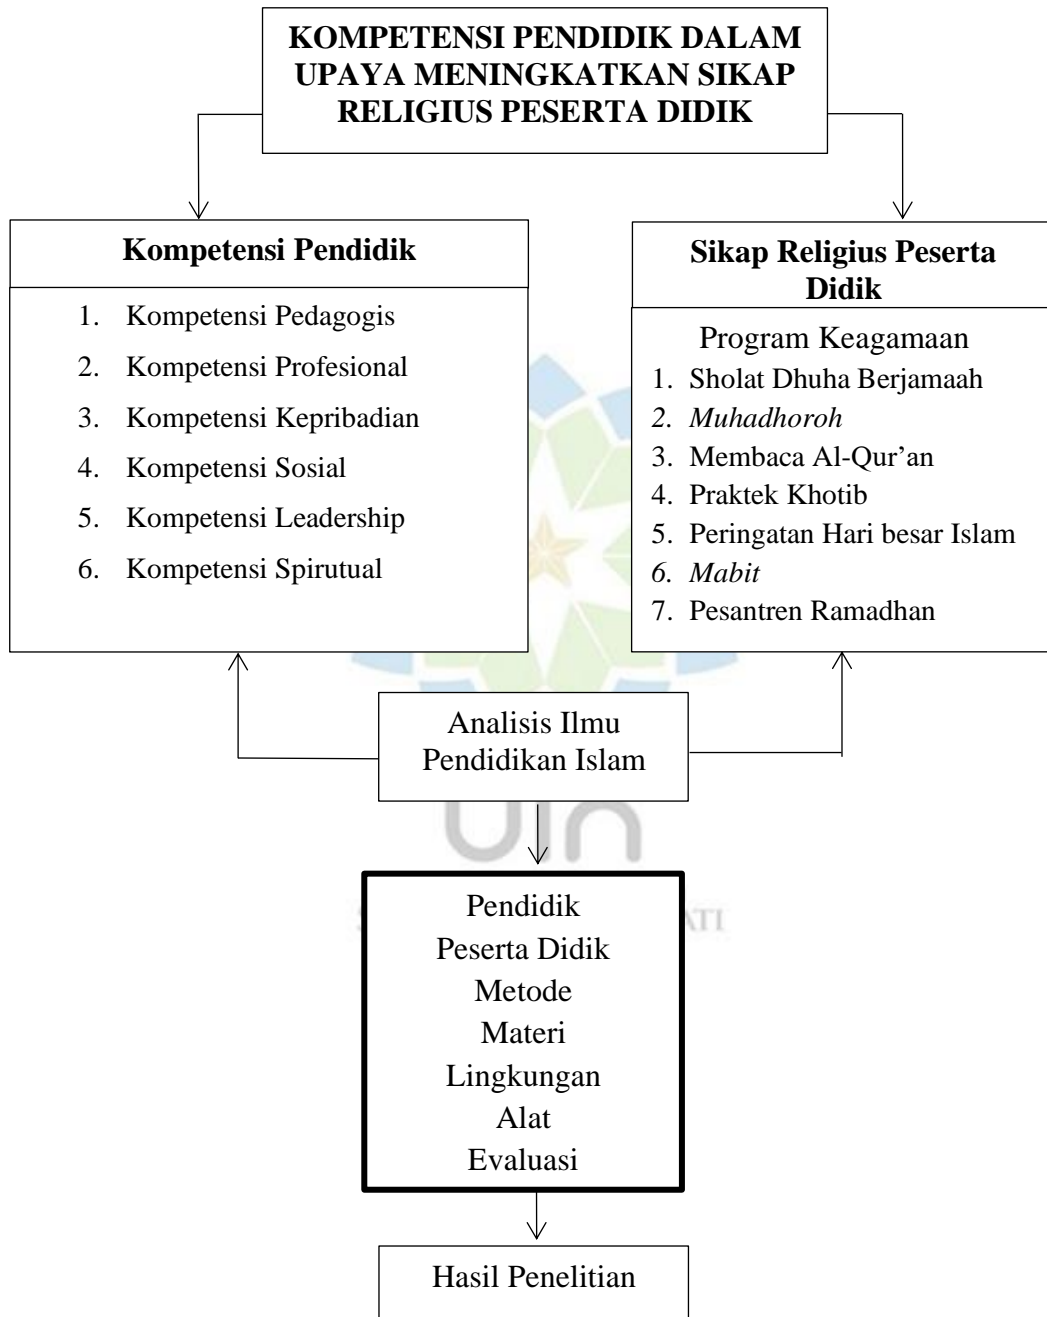 KOMPETENSI PENDIDIK DALAM
UPAYA MENINGKATKAN SIKAP
RELIGIUS PESERTA DIDIK
Kompetensi Pendidik
1. Kompetensi Pedagogis
2. Kompetensi Profesional
3. Kompetensi Kepribadian
4. Kompetensi Sosial
5. Kompetensi Leadership
6. Kompetensi Spirutual
Sikap Religius Peserta
Didik
Program Keagamaan
1. Sholat Dhuha Berjamaah
2. Muhadhoroh
3. Membaca Al-Qur’an
4. Praktek Khotib
5. Peringatan Hari besar Islam
6. Mabit
7. Pesantren Ramadhan
Analisis Ilmu
Pendidikan Islam
uin
Pendidik
Peserta Didik
Metode
Materi
Lingkungan
Alat
Evaluasi
Hasil Penelitian